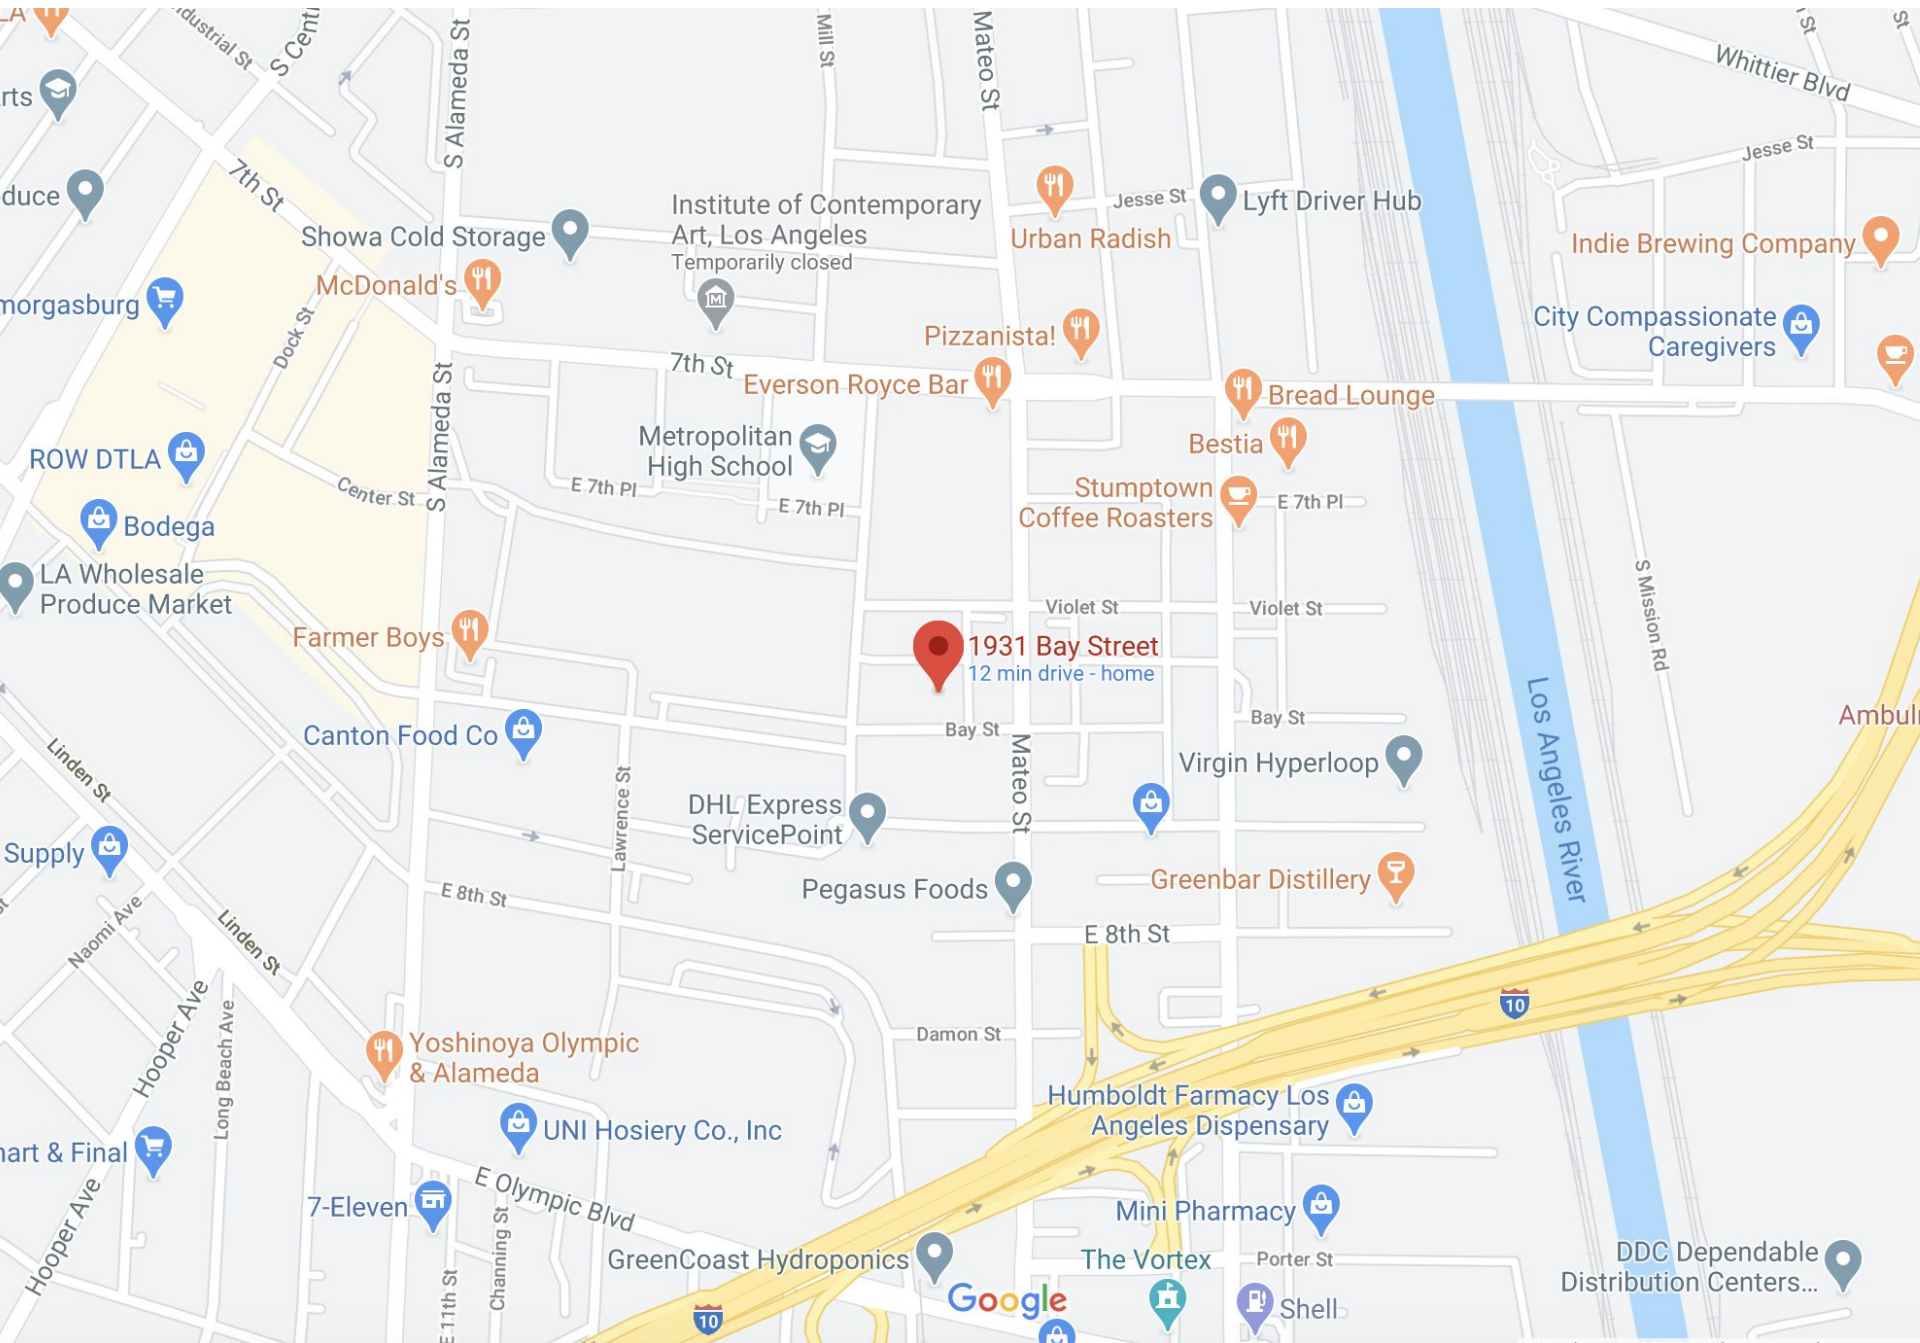 LA
Industrial St
S Cent
S Alameda St
Mill St
Mateo St
St
St
Whittier Blvd
rts
Jesse St
7th St
duce
Institute of Contemporary
Art, Los Angeles
Temporarily closed
Jesse St
Lyft Driver Hub
Showa Cold Storage
Urban Radish
Indie Brewing Company
McDonald's
morgasburg
Dock St
Pizzanista!
City Compassionate
Caregivers
7th St
Everson Royce Bar
Bread Lounge
S Alameda St
Metropolitan
High School
Bestia
ROW DTLA
Center St
E 7th Pl
E 7th Pl
Stumptown
Coffee Roasters
E 7th Pl
Bodega
LA Wholesale
Produce Market
S Mission Rd
Violet St
Violet St
Farmer Boys
1931 Bay Street
12 min drive - home
Los Angeles River
Ambul
Canton Food Co
Bay St
Bay St
Linden St
Mateo St
Virgin Hyperloop
Lawrence St
DHL Express
ServicePoint
Supply
Pegasus Foods
Greenbar Distillery
E 8th St
Naomi Ave
Linden St
E 8th St
10
Hooper Ave
Long Beach Ave
Damon St
Yoshinoya Olympic
& Alameda
Humboldt Farmacy Los
Angeles Dispensary
UNI Hosiery Co., Inc
art & Final
E Olympic Blvd
7-Eleven
Mini Pharmacy
Hooper Ave
Channing St
E 11th St
GreenCoast Hydroponics
The Vortex
Porter St
DDC Dependable
Distribution Centers...
Google
Shell
10